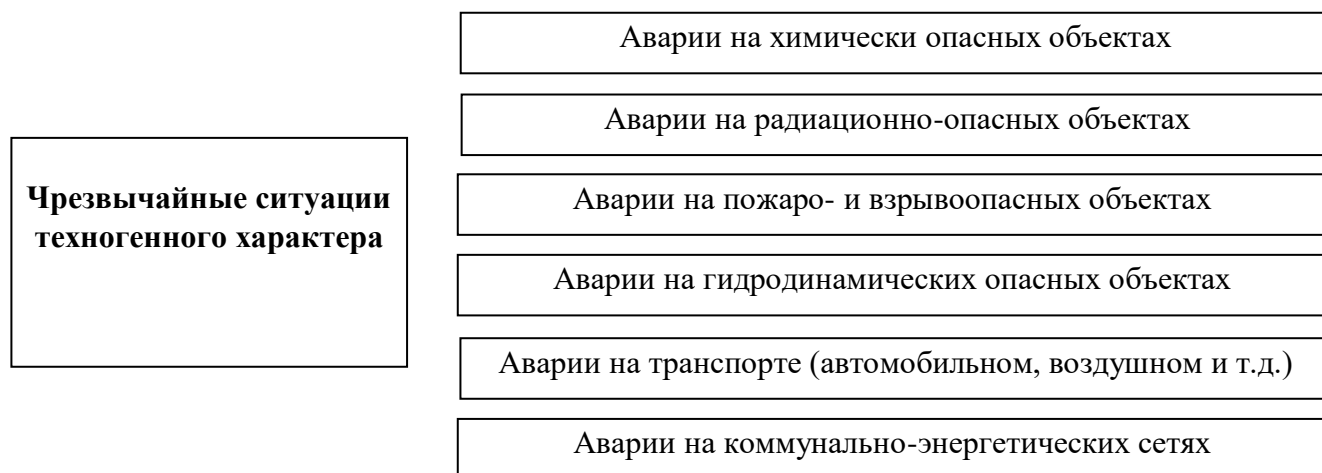 Аварии на химически опасных объектах
Аварии на радиационно-опасных объектах
Чрезвычайные ситуации
техногенного характера
Аварии на пожаро- и взрывоопасных объектах
Аварии на гидродинамических опасных объектах
Аварии на транспорте (автомобильном, воздушном и т.д.)
Аварии на коммунально-энергетических сетях